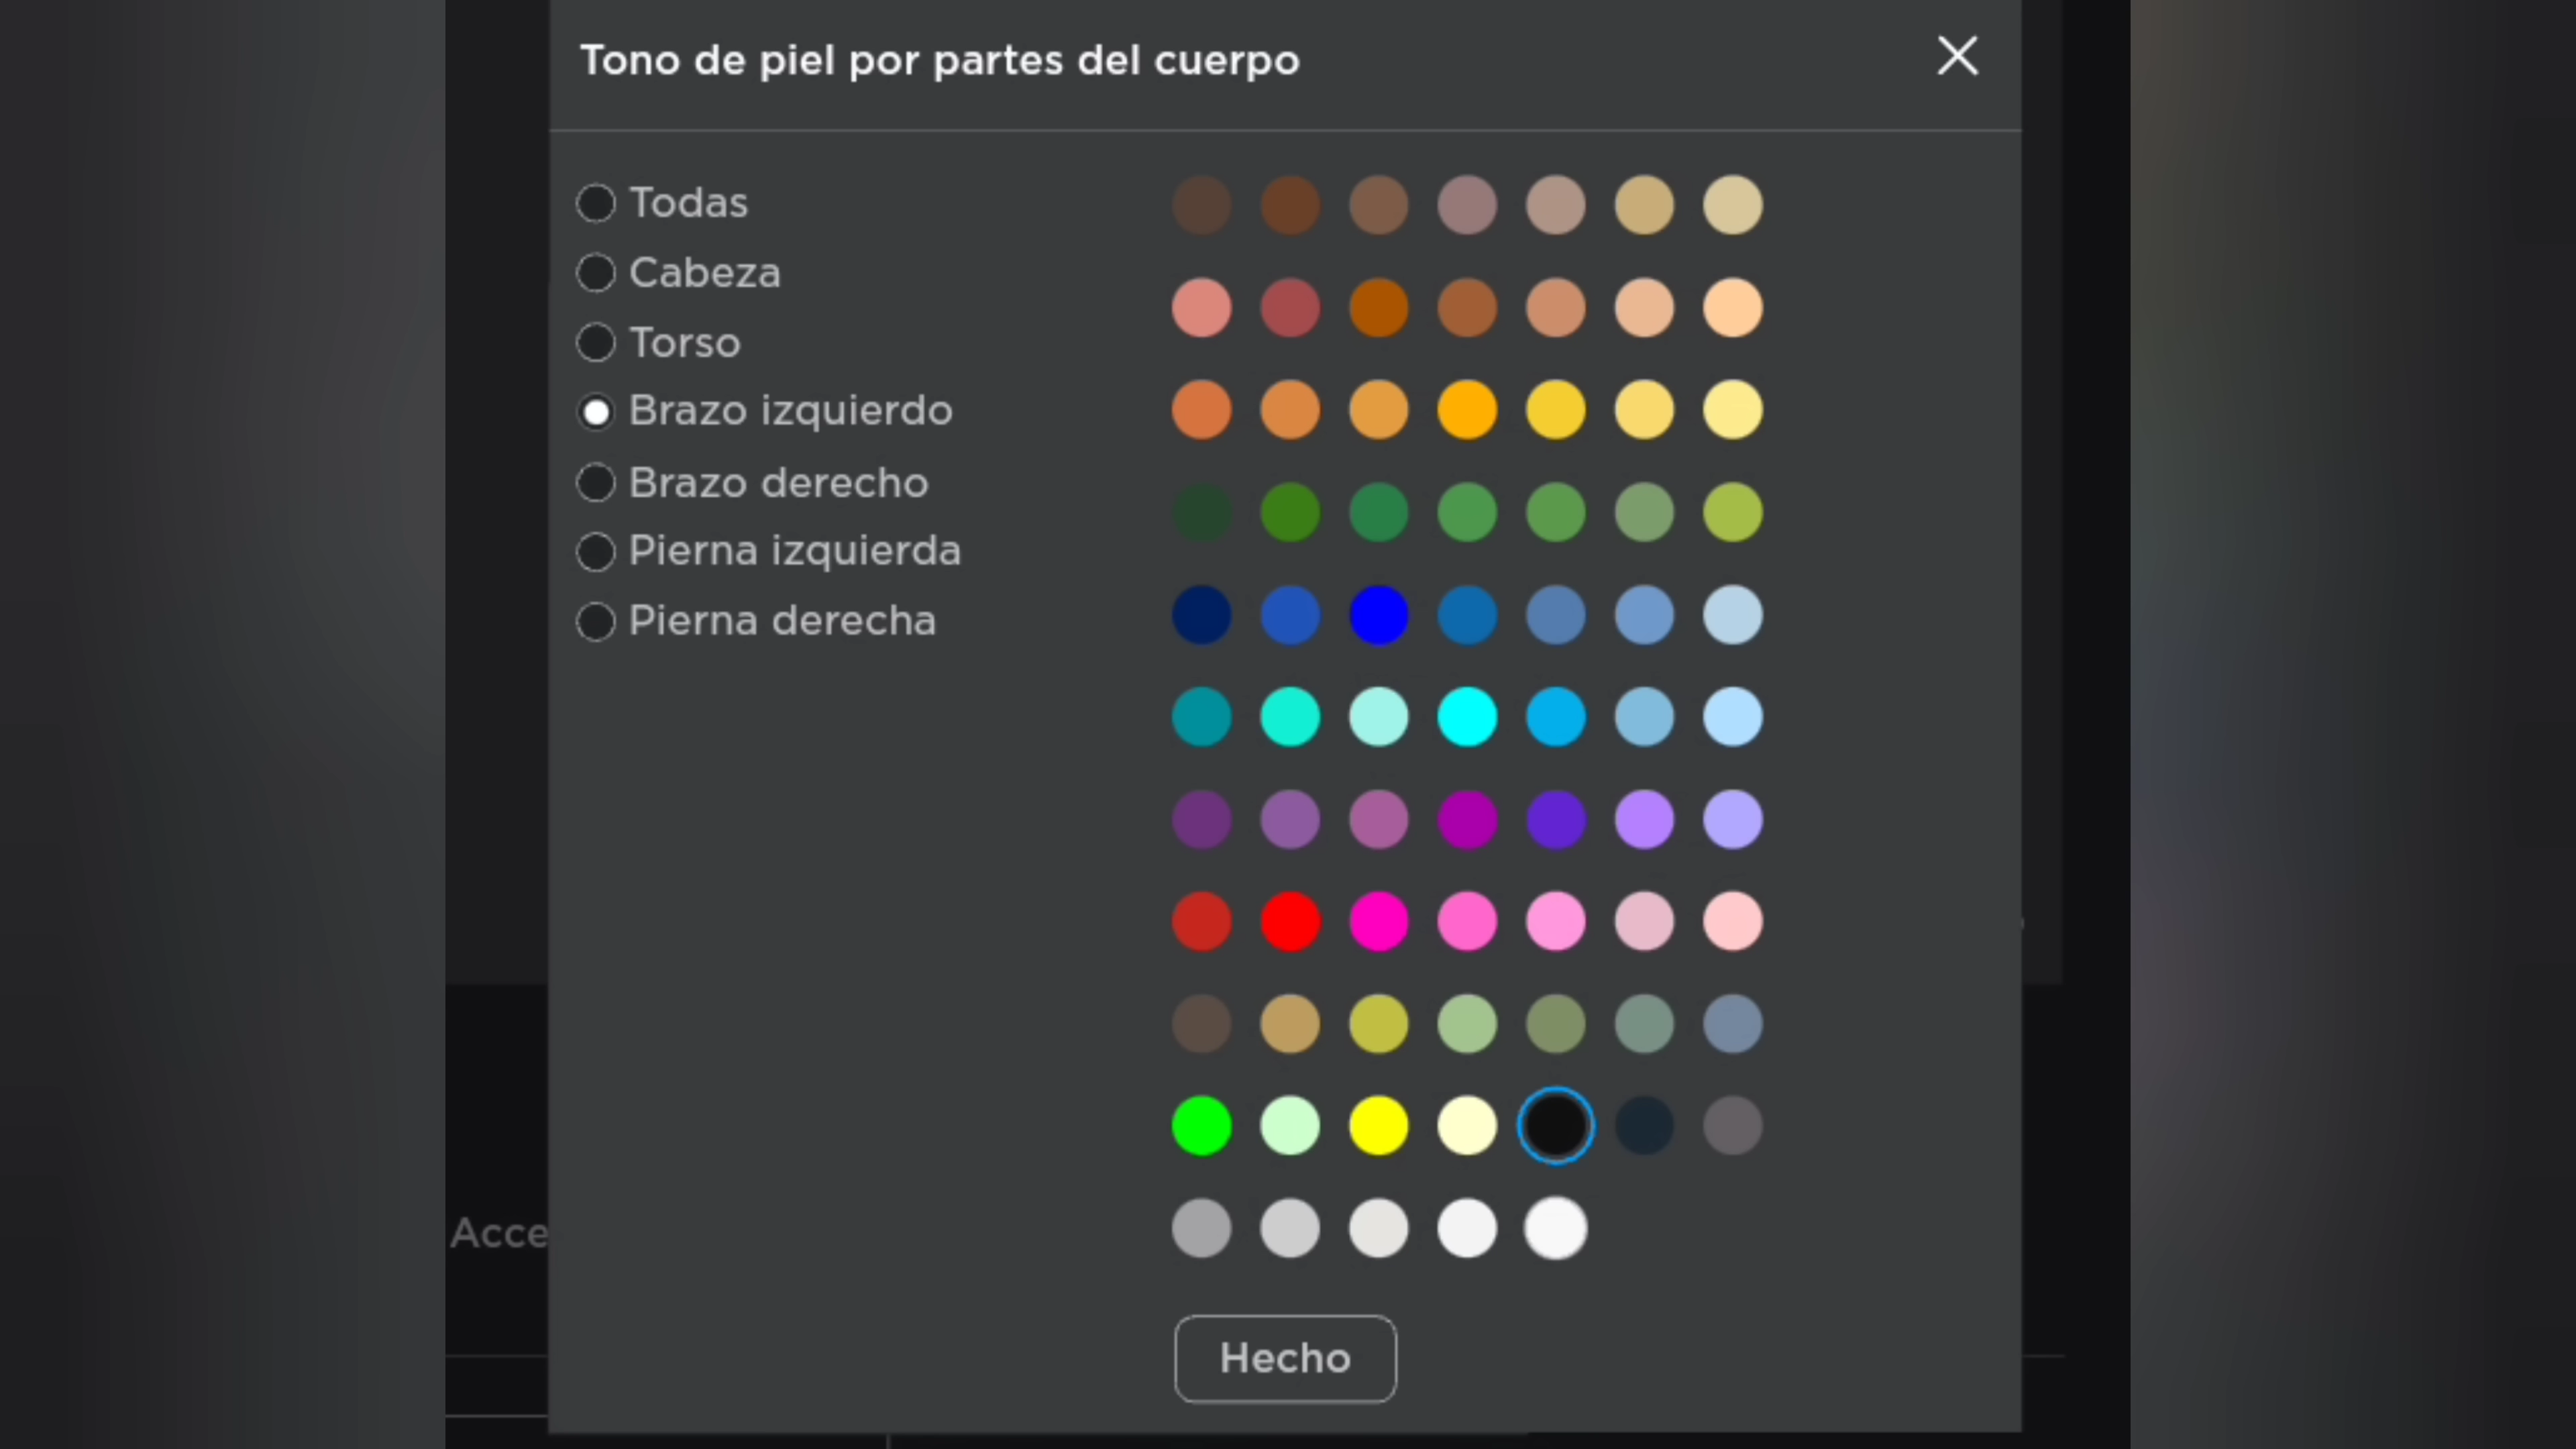 Tono de piel por partes del cuerpo
Todas
Cabeza
Torso
Brazo izquierdo
Brazo derecho
Pierna izquierda
Pierna derecha
Acce
Hecho